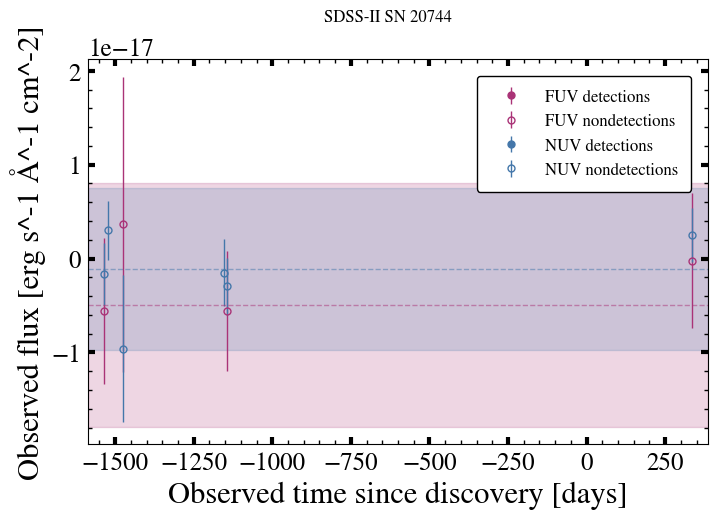 SDSS-II SN 20744
1e−17
Observed flux [erg s^-1 Å^-1 cm^-2]
2
1
0
−1
FUV detections
FUV nondetections
NUV detections
NUV nondetections
−1500 −1250 −1000 −750 −500 −250 0 250
Observed time since discovery [days]